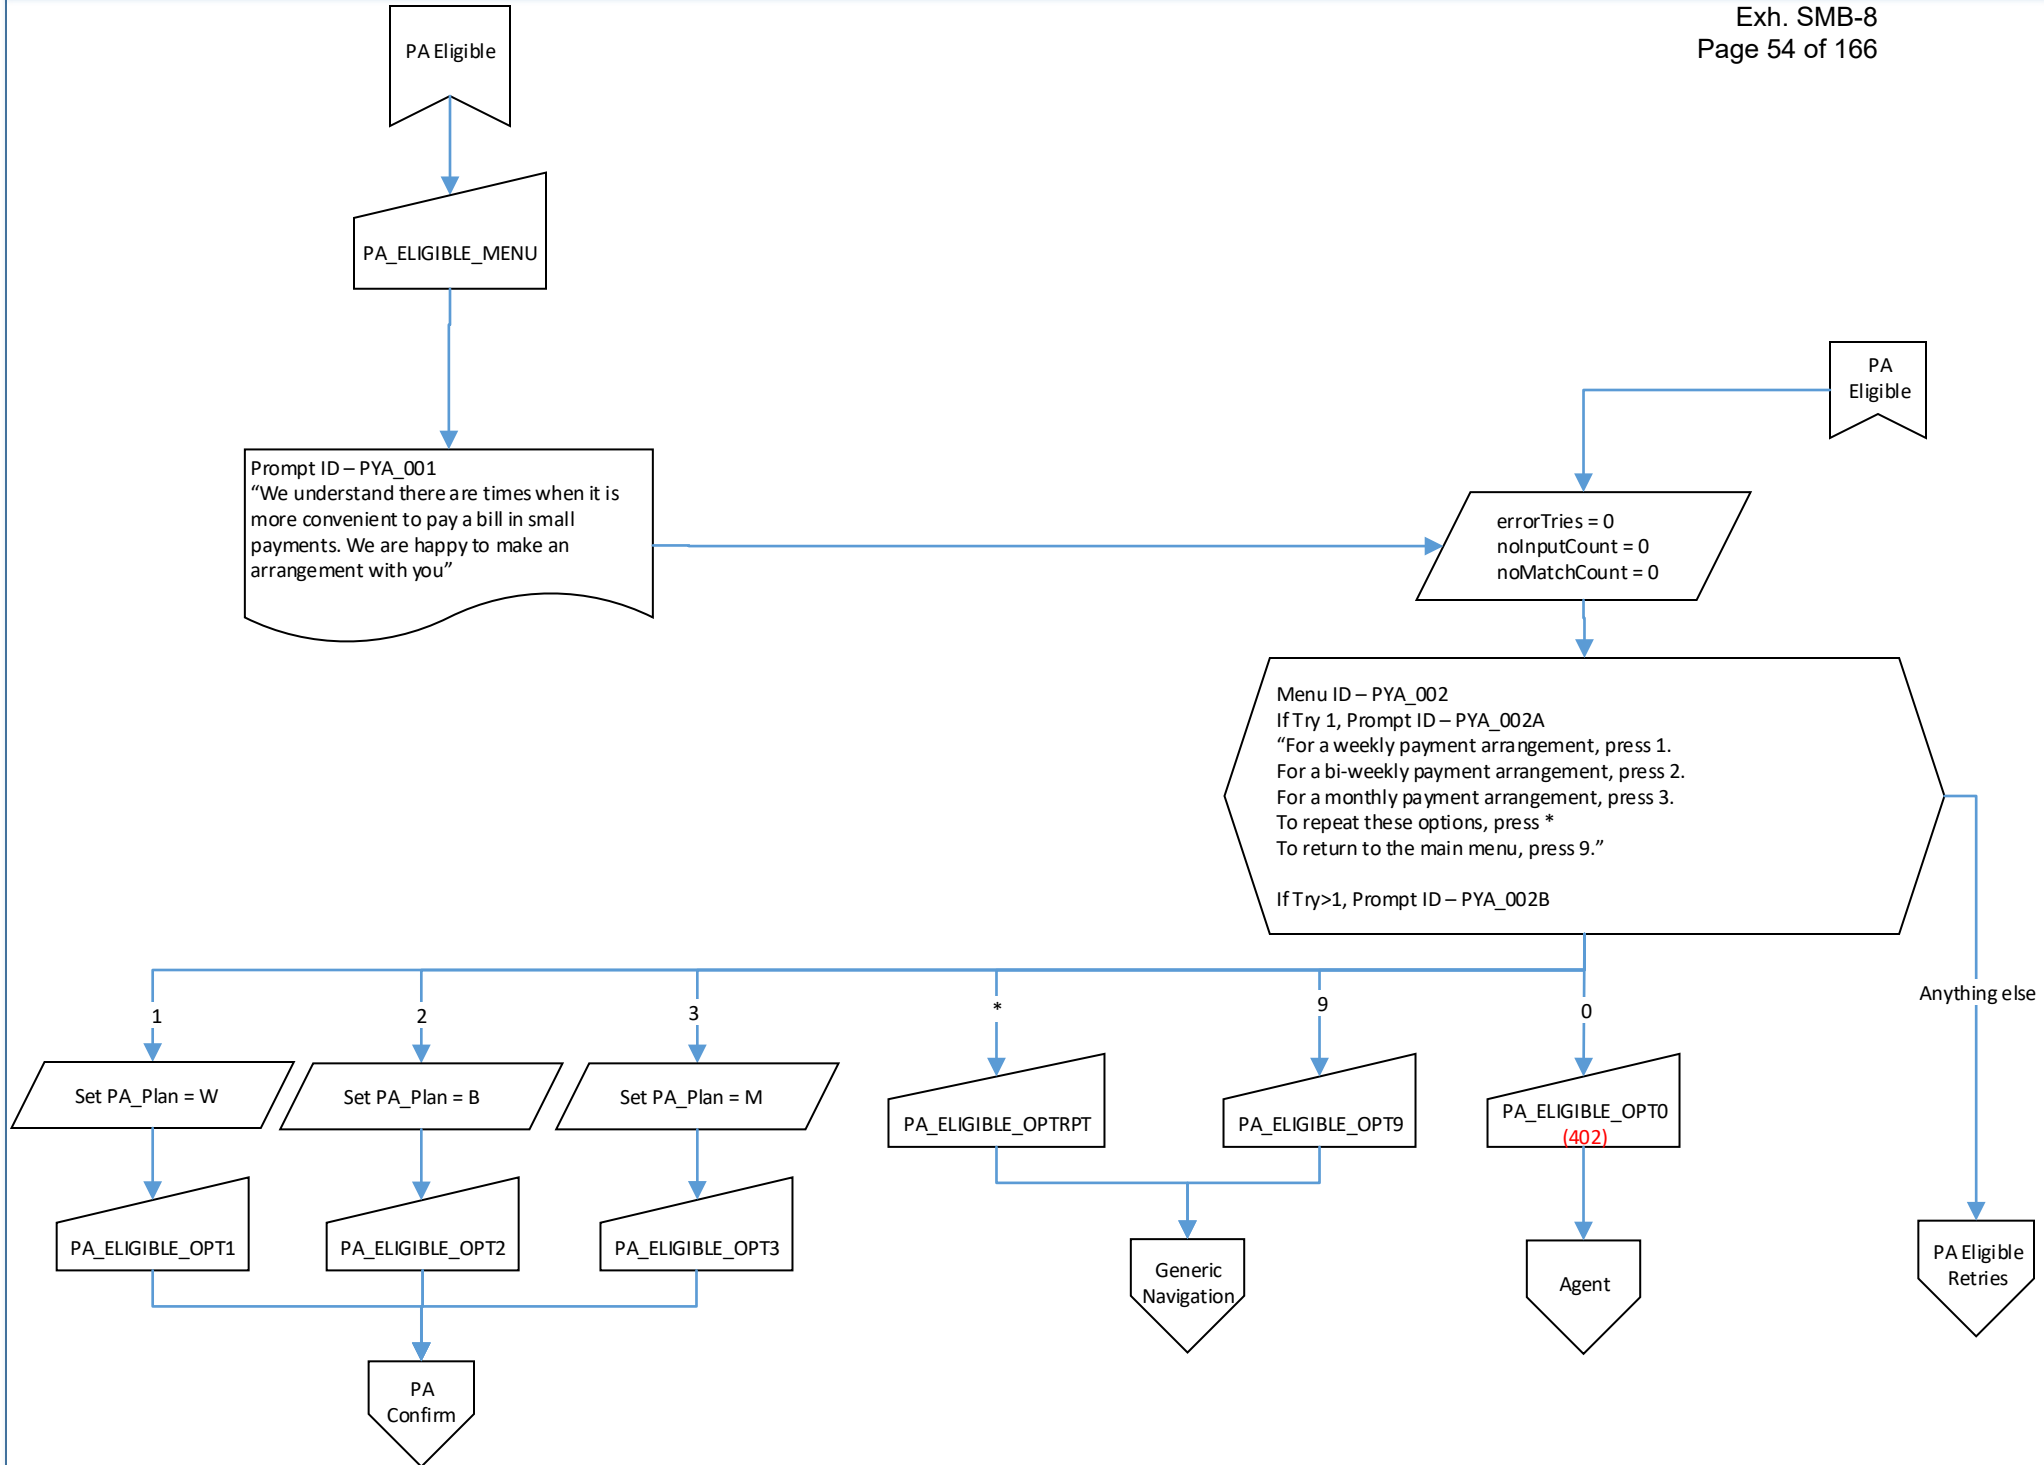 Exh. SMB-8
Page 54 of 166
PA Eligible
PA_ELIGIBLE_MENU
PA
Eligible
Prompt ID – PYA_001
“We understand there are times when it is
more convenient to pay a bill in small
payments. We are happy to make an
arrangement with you”
errorTries = 0
noInputCount = 0
noMatchCount = 0
Menu ID – PYA_002
If Try 1, Prompt ID – PYA_002A
“For a weekly payment arrangement, press 1.
For a bi-weekly payment arrangement, press 2.
For a monthly payment arrangement, press 3.
To repeat these options, press *
To return to the main menu, press 9.”
If Try>1, Prompt ID – PYA_002B
Anything else
1
2
3
*
9
0
Set PA_Plan = W
Set PA_Plan = B
Set PA_Plan = M
PA_ELIGIBLE_OPTRPT
PA_ELIGIBLE_OPT9
PA_ELIGIBLE_OPT0
(402)
PA_ELIGIBLE_OPT1
PA_ELIGIBLE_OPT2
PA_ELIGIBLE_OPT3
Generic
Navigation
Agent
PA Eligible
Retries
PA
Confirm